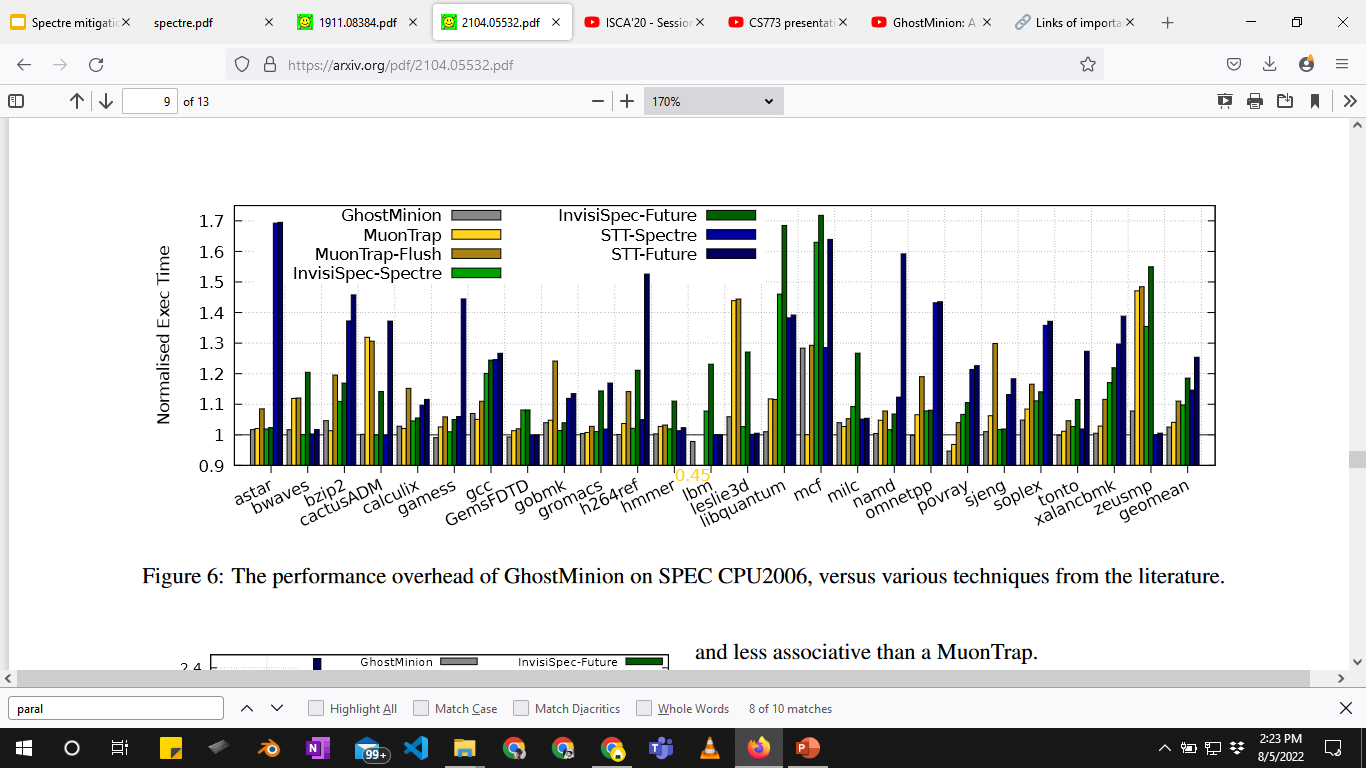 Spectre mitigatio
spectre.pdf
1911.08384.pdf
2104.05532.pdf
ISCA'20 - Session
CS773 presentati
GhostMinion: A
Links of importa
https://arxiv.org/pdf/2104.05532.pdf
9 of 13
170%
1.7
1.6
1.5
1.4
1.3
1.2
1.1
1
0.9
Normalised Exec Time
GhostMinion
MuonTrap
MuonTrap-Flush
InvisiSpec-Spectre
InvisiSpec-Future
STT-Spectre
STT-Future
0.45
astar
bwaves
bzip2
cactusADM
calculix
gamess
gcc
GemsFDTD
gobmk
gromacs
h264ref
hmmer
lbm
leslie3d
libquantum
mcf
milc
namd
omnetpp
povray
sjeng
soplex
tonto
xalancbmk
zeusmp
geomean
Figure 6: The performance overhead of GhostMinion on SPEC CPU2006, versus various techniques from the literature.
2.4
GhostMinion
InvisiSpec-Future
and less associative than a MuonTrap.
paral
Highlight All
Match Case
Match Diacritics
Whole Words
8 of 10 matches
99+
2:23 PM
8/5/2022